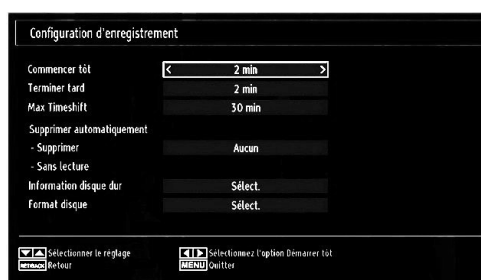 Configuration d'enregistrement
Commencer tôt < 2 min >
Terminer tard 2 min
Max Timeshift 30 min
Supprimer automatiquement
- Supprimer Aucun
- Sans lecture
Information disque dur Sélect.
Format disque Sélect.
Sélectionner le réglage Sélectionnez l'option Démarrer tôt
Retour MENU Quitter